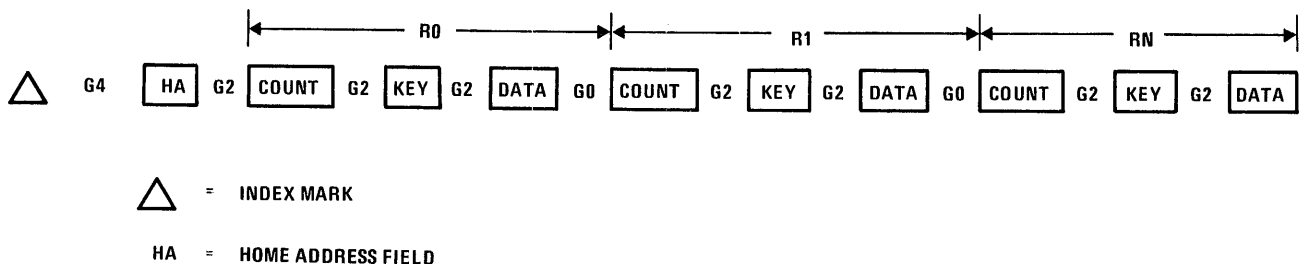 R0 R1 RN
G4 HA G2 COUNT G2 KEY G2 DATA G0 COUNT G2 KEY G2 DATA G0 COUNT G2 KEY G2 DATA
= INDEX MARK
HA = HOME ADDRESS FIELD